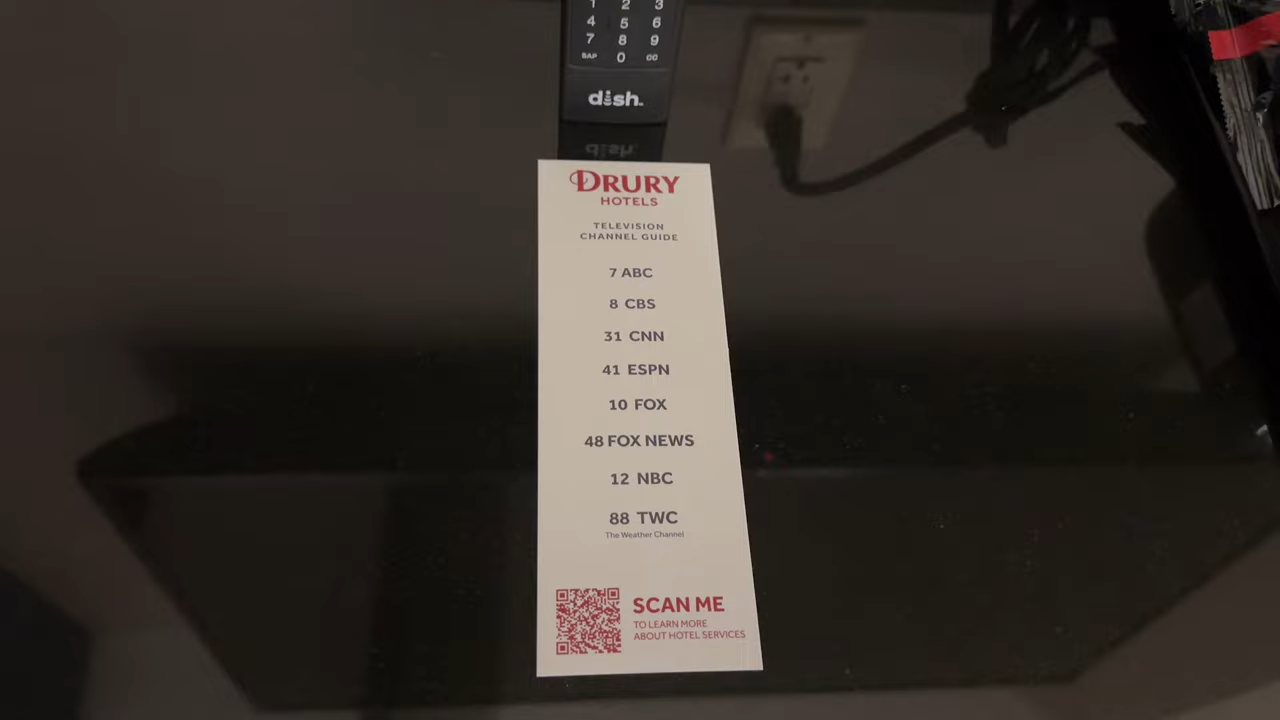 1 2 3
4 5 6
7 8 9
SAP 0 CC
dish
DRURY
HOTELS
TELEVISION
CHANNEL GUIDE
7 ABC
8 CBS
31 CNN
41 ESPN
10 FOX
48 FOX NEWS
12 NBC
88 TWC
The Weather Channel
SCAN ME
TO LEARN MORE
ABOUT HOTEL SERVICES